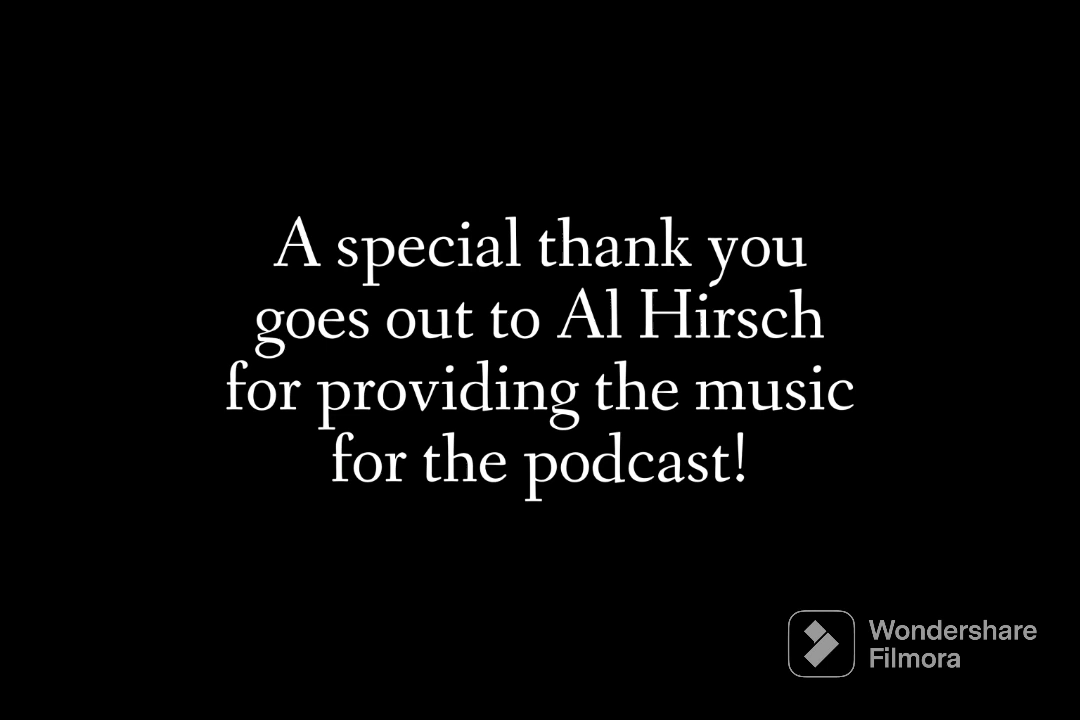 A special thank you
goes out to Al Hirsch
for providing the music
for the podcast!
Wondershare
Filmora